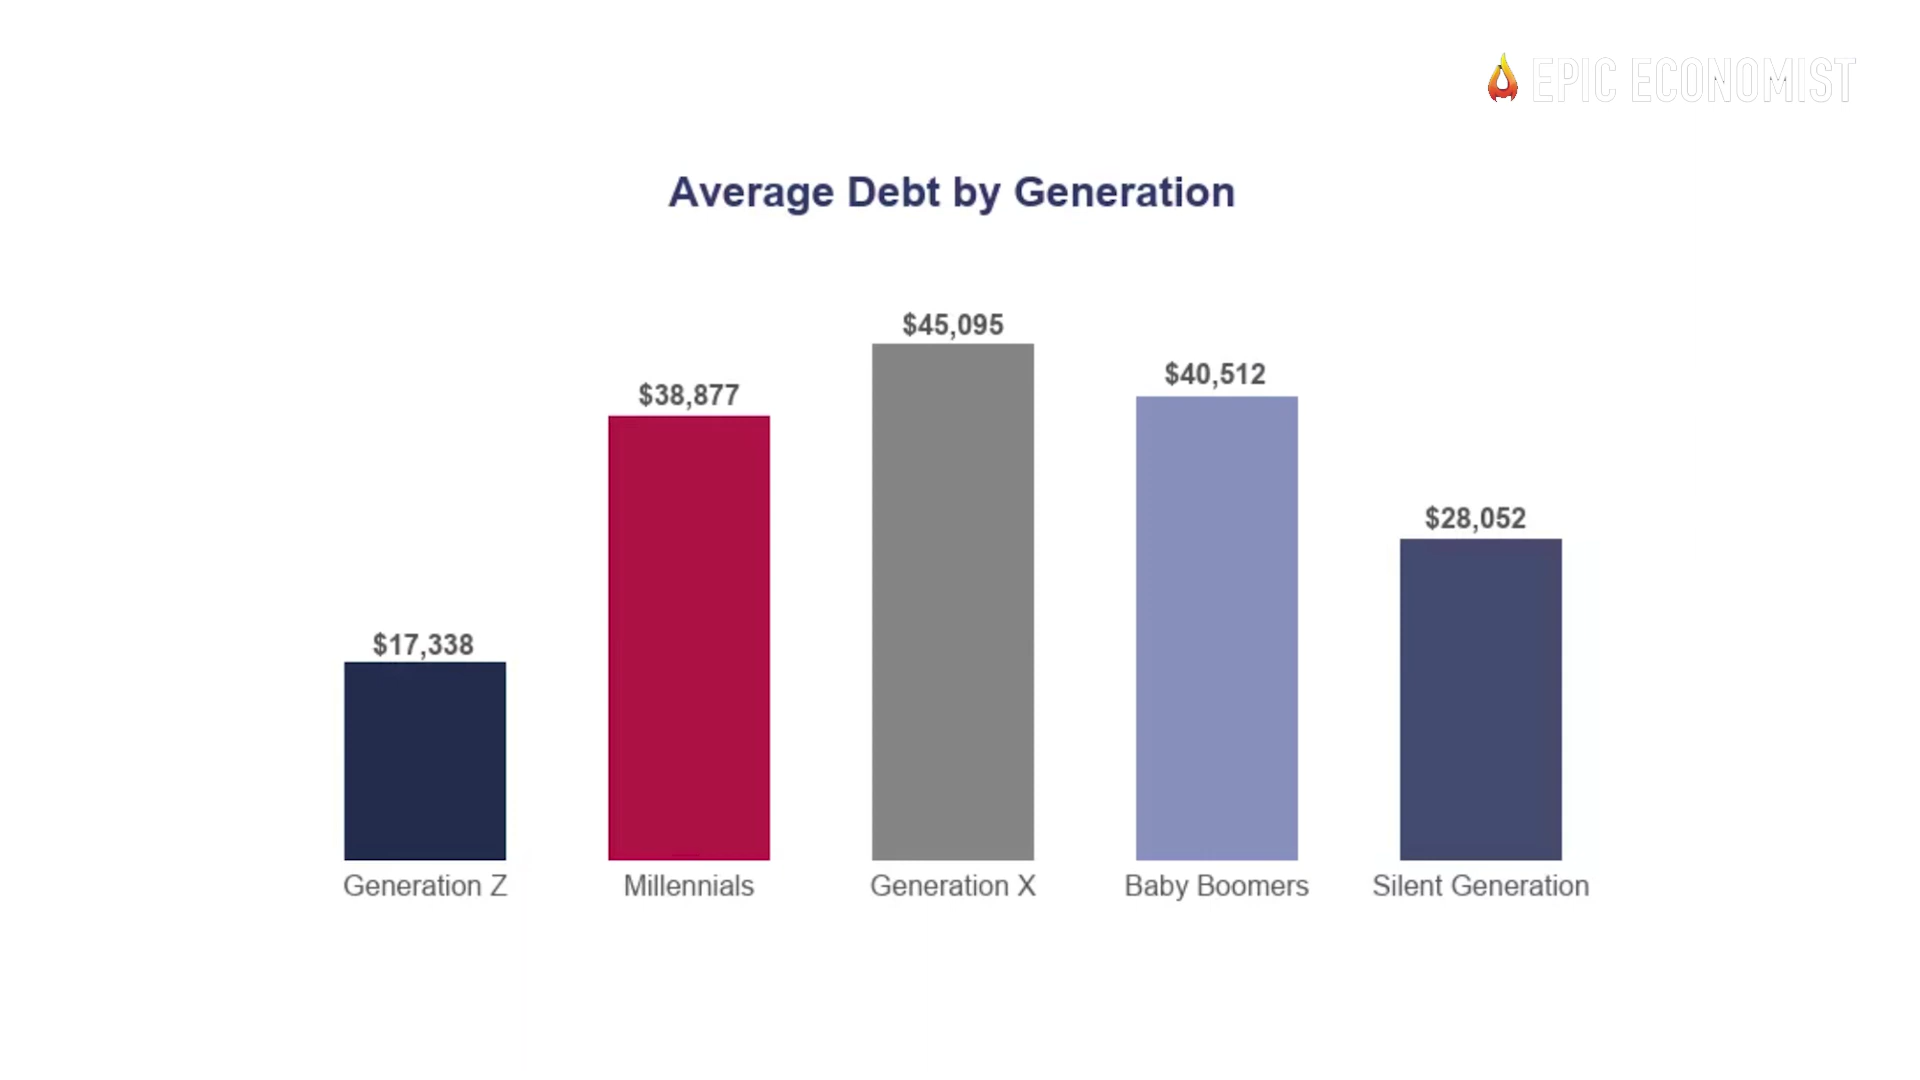 EPIC ECONOMIST
Average Debt by Generation
$45,095
$40,512
$38,877
$28,052
$17,338
Generation Z
Millennials
Generation X
Baby Boomers
Silent Generation